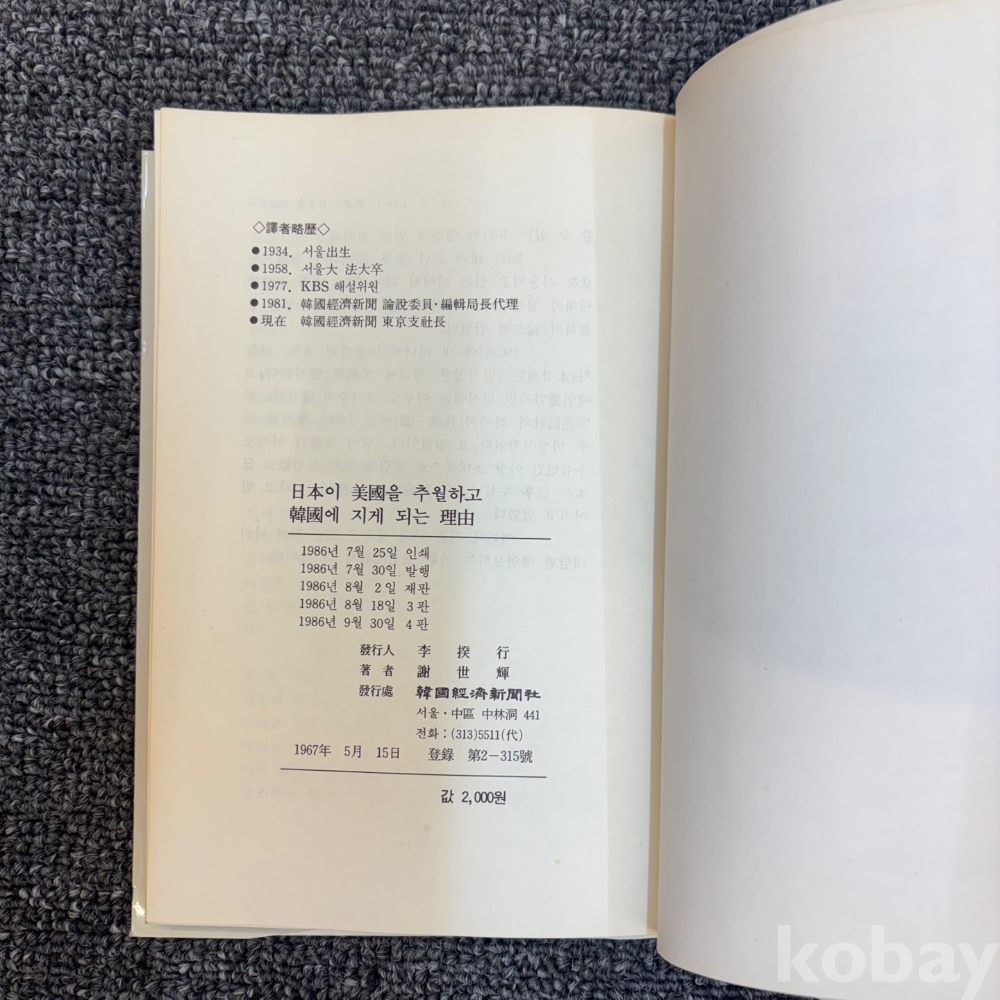 ◇譯者略歷◇
●1934. 서울出生
●1958. 서울大 法大卒
●1977. KBS 해설위원
●1981. 韓國經濟新聞 論說委員·編輯局長代理
●現在 韓國經濟新聞 東京支社長
日本이 美國을 추월하고
韓國에 지게 되는 理由
1986년 7월 25일 인쇄
1986년 7월 30일 발행
1986년 8월 2일 재판
1986년 8월 18일 3판
1986년 9월 30일 4판
發行人 李揆行
著者 謝世輝
發行處 韓國經濟新聞社
서울·中區 中林洞 441
전화 : (313)5511(代)
1967年 5月 15日 登錄 第2-315號
값 2,000원
kobay